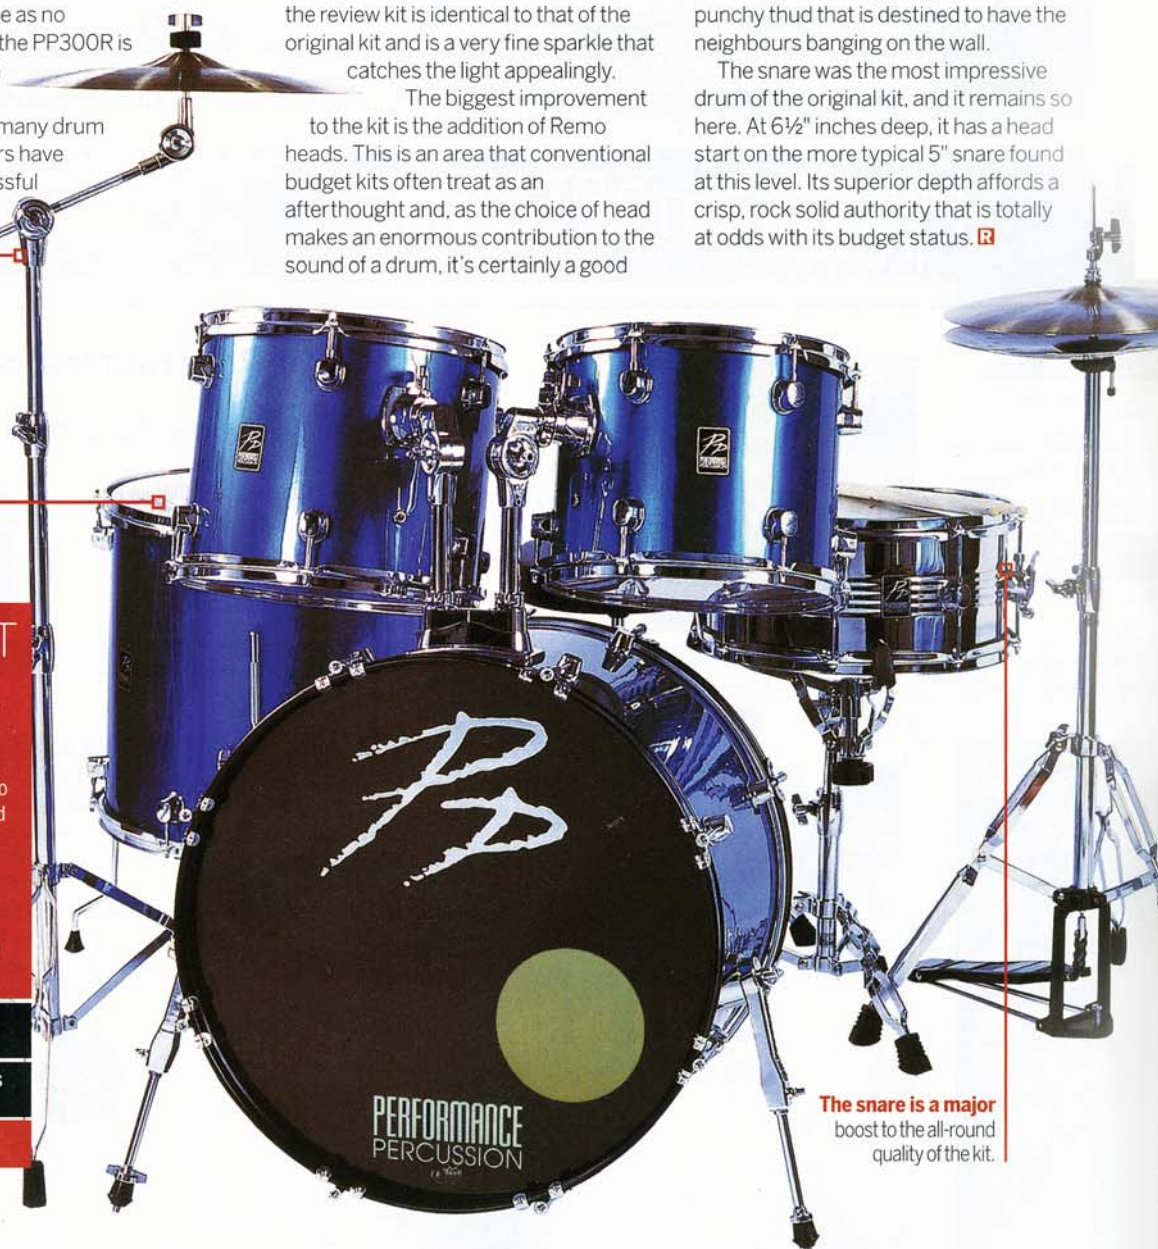 e as no
the PP300R is
many drum
rs have
ssful
the review kit is identical to that of the
original kit and is a very fine sparkle that
catches the light appealingly.
The biggest improvement
to the kit is the addition of Remo
heads. This is an area that conventional
budget kits often treat as an
afterthought and, as the choice of head
makes an enormous contribution to the
sound of a drum, it's certainly a good
punchy thud that is destined to have the
neighbours banging on the wall.
The snare was the most impressive
drum of the original kit, and it remains so
here. At 6½" inches deep, it has a head
start on the more typical 5" snare found
at this level. Its superior depth affords a
crisp, rock solid authority that is totally
at odds with its budget status. R
T
o
d
s
PP
PERFORMANCE
PERCUSSION
The snare is a major
boost to the all-round
quality of the kit.